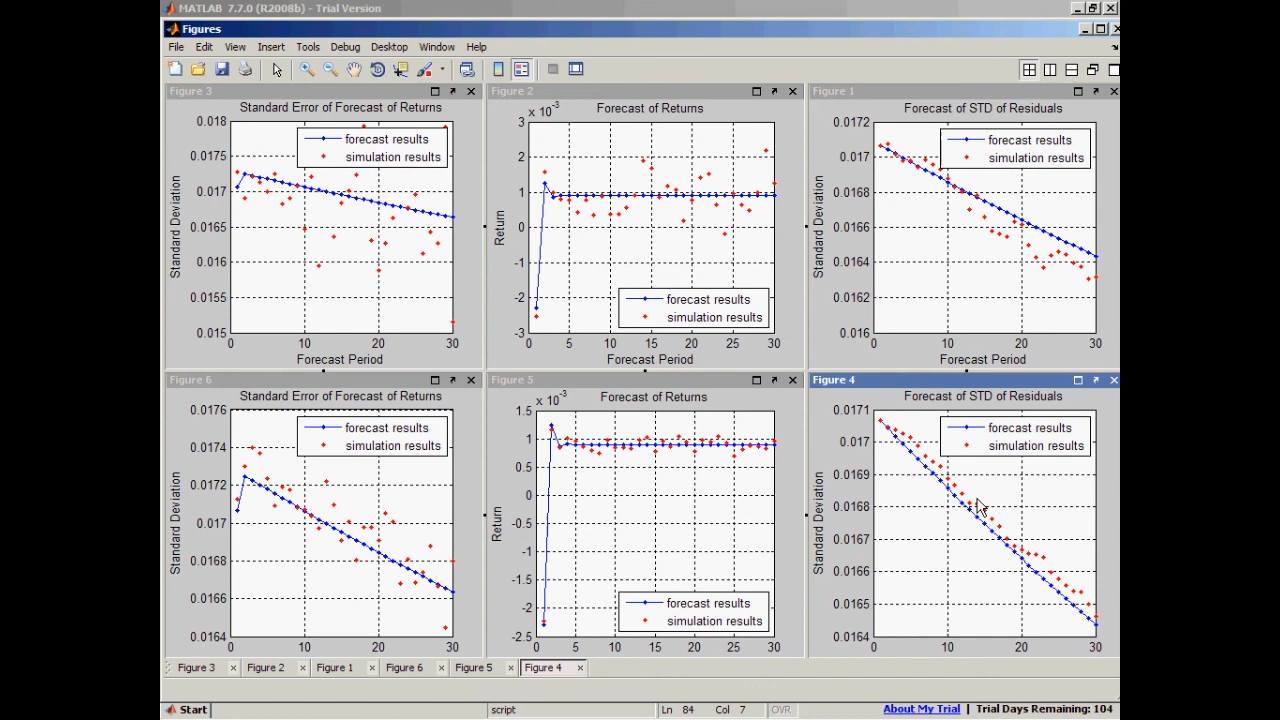 MATLAB 7.7.0 (R2008b) - Trial Version
Figures
File Edit View Insert Tools Debug Desktop Window Help
Figure 3
Standard Error of Forecast of Returns
0.018
0.0175
0.017
0.0165
0.016
0.0155
0.015
Standard Deviation
forecast results
simulation results
0 10 20 30
Forecast Period
Figure 2
x 10^-3
Forecast of Returns
3
2
1
0
-1
-2
-3
Return
forecast results
simulation results
0 5 10 15 20 25 30
Forecast Period
Figure 1
Forecast of STD of Residuals
0.0172
0.017
0.0168
0.0166
0.0164
0.0162
0.016
Standard Deviation
forecast results
simulation results
0 10 20 30
Forecast Period
Figure 6
Standard Error of Forecast of Returns
0.0176
0.0174
0.0172
0.017
0.0168
0.0166
0.0164
Standard Deviation
forecast results
simulation results
0 10 20 30
Figure 5
x 10^-3
Forecast of Returns
1.5
1
0.5
0
-0.5
-1
-1.5
-2
-2.5
Return
forecast results
simulation results
0 5 10 15 20 25 30
Figure 4
Forecast of STD of Residuals
0.0171
0.017
0.0169
0.0168
0.0167
0.0166
0.0165
0.0164
Standard Deviation
forecast results
simulation results
0 10 20 30
Figure 3 Figure 2 Figure 1 Figure 6 Figure 5 Figure 4
Start script Ln 84 Col 7 OVR About My Trial | Trial Days Remaining: 104